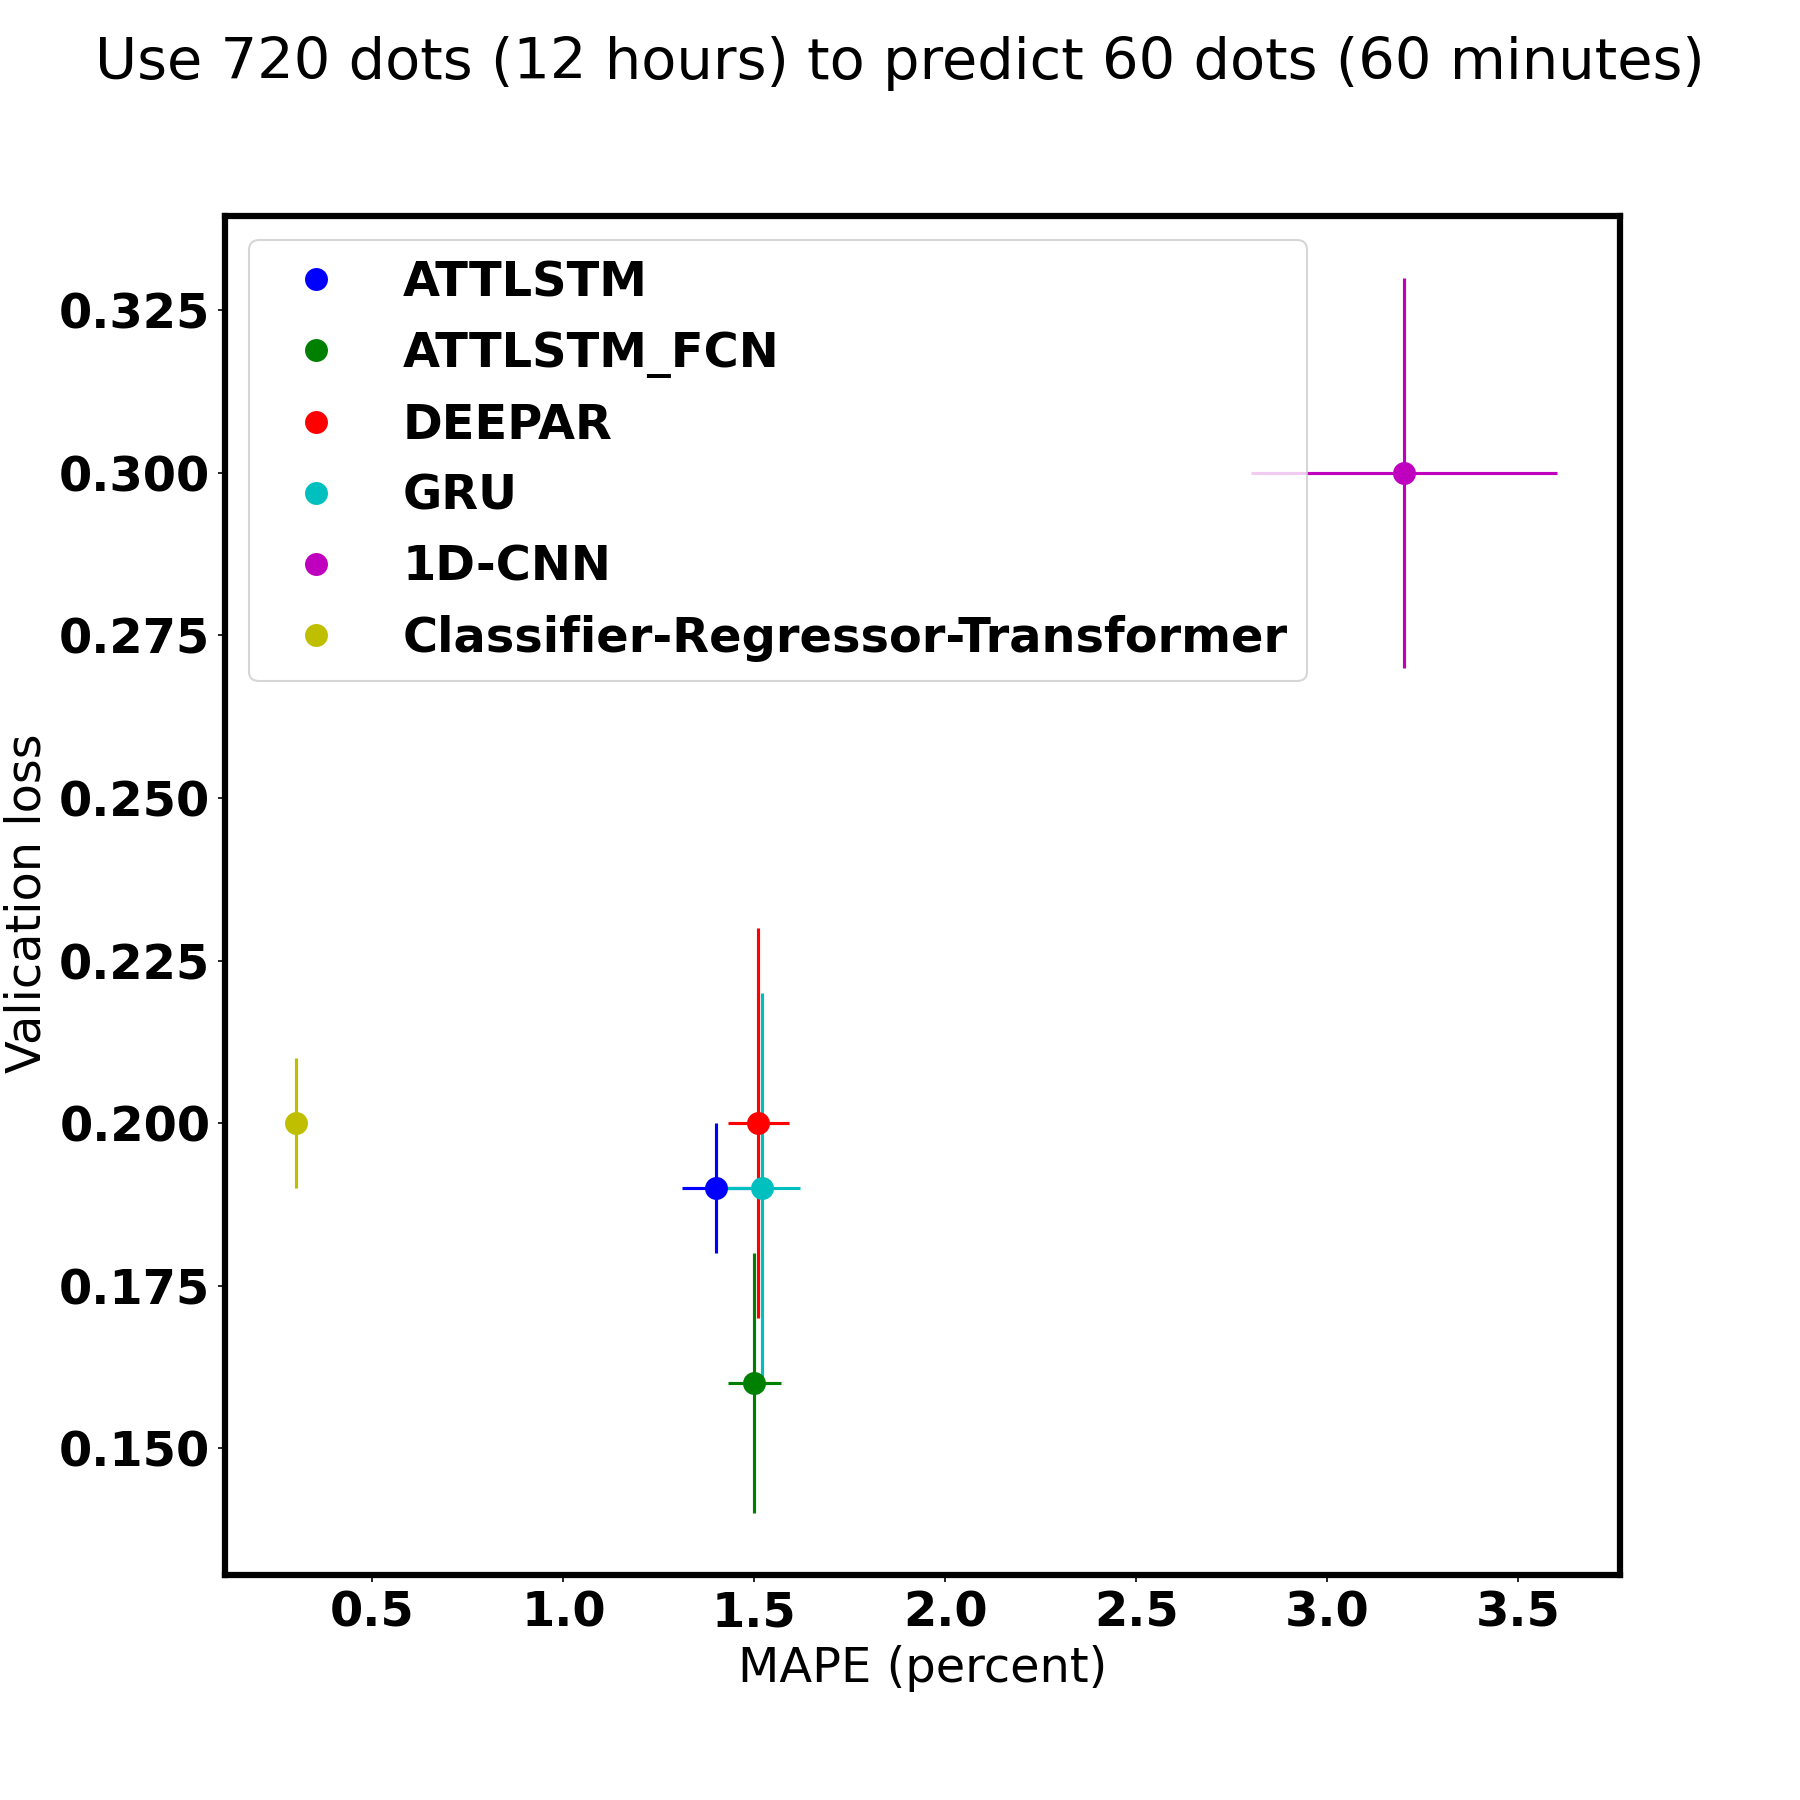 Use 720 dots (12 hours) to predict 60 dots (60 minutes)
ATTLSTM
ATTLSTM_FCN
DEEPAR
GRU
1D-CNN
Classifier-Regressor-Transformer
0.325
0.300
0.275
0.250
0.225
0.200
0.175
0.150
Valication loss
0.5 1.0 1.5 2.0 2.5 3.0 3.5
MAPE (percent)